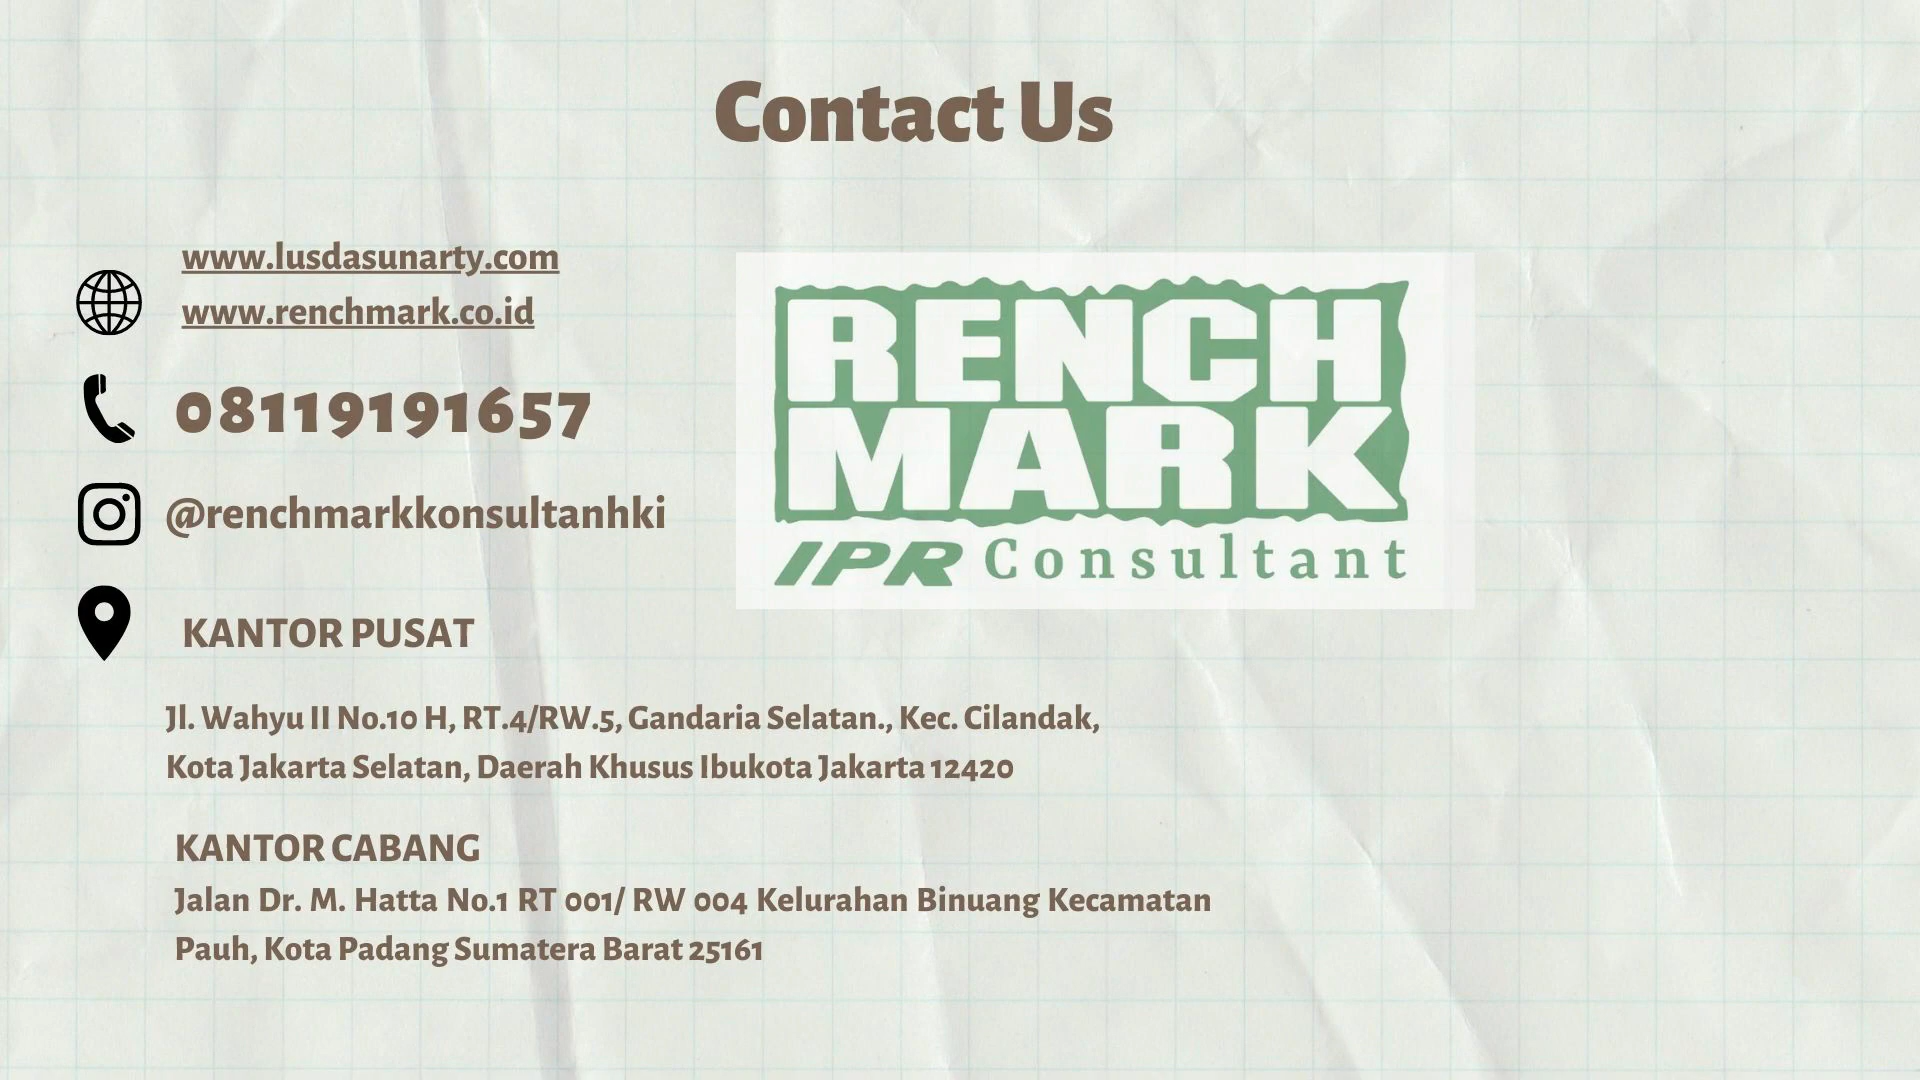 Contact Us
www.lusdasunarty.com
www.renchmark.co.id
08119191657
@renchmarkkonsultanhki
RENCH
MARK
IPR Consultant
KANTOR PUSAT
Jl. Wahyu II No.10 H, RT.4/RW.5, Gandaria Selatan., Kec. Cilandak,
Kota Jakarta Selatan, Daerah Khusus Ibukota Jakarta 12420
KANTOR CABANG
Jalan Dr. M. Hatta No.1 RT 001/ RW 004 Kelurahan Binuang Kecamatan
Pauh, Kota Padang Sumatera Barat 25161